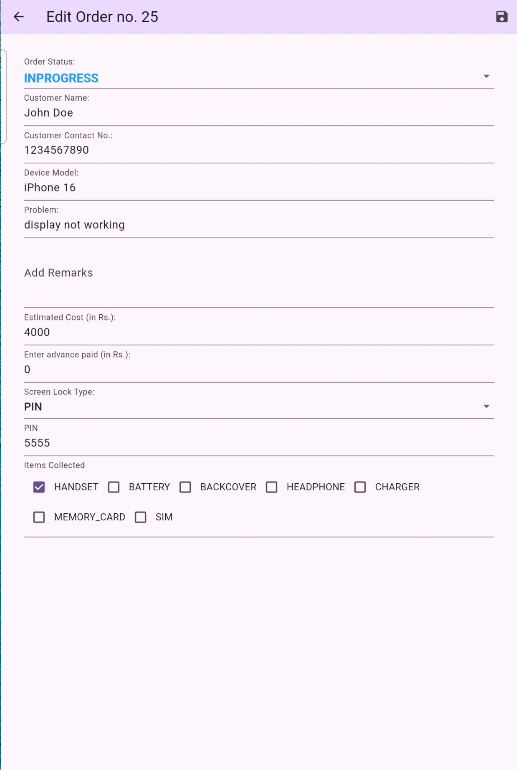 Edit Order no. 25
Order Status:
INPROGRESS
Customer Name:
John Doe
Customer Contact No.:
1234567890
Device Model:
iPhone 16
Problem:
display not working
Add Remarks
Estimated Cost (in Rs.):
4000
Enter advance paid (in Rs.):
0
Screen Lock Type:
PIN
PIN
5555
Items Collected
HANDSET BATTERY BACKCOVER HEADPHONE CHARGER
MEMORY_CARD SIM